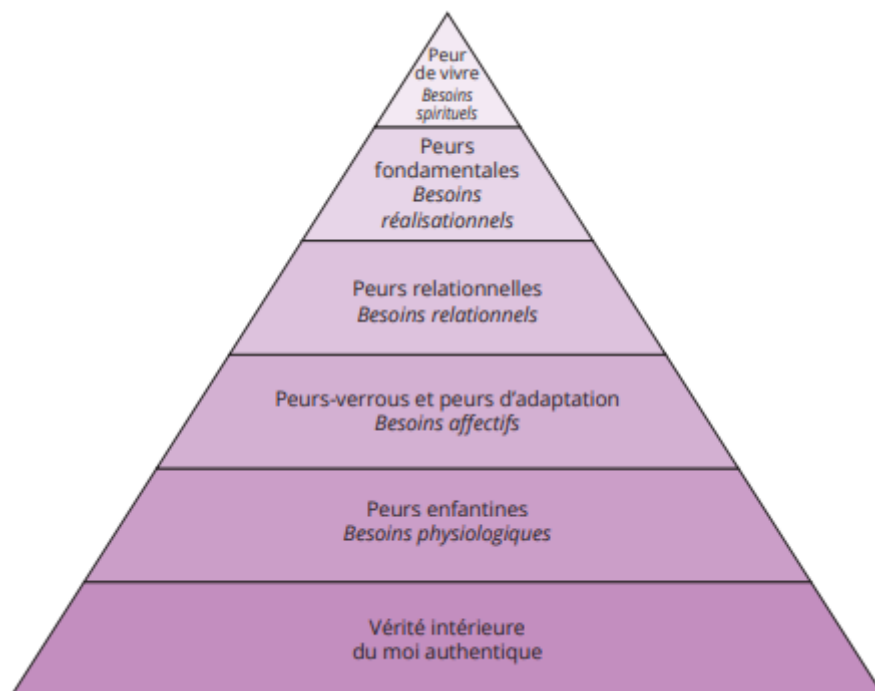 Peur
de vivre
Besoins
spirituels
Peurs
fondamentales
Besoins
réalisationnels
Peurs relationnelles
Besoins relationnels
Peurs-verrous et peurs d’adaptation
Besoins affectifs
Peurs enfantines
Besoins physiologiques
Vérité intérieure
du moi authentique